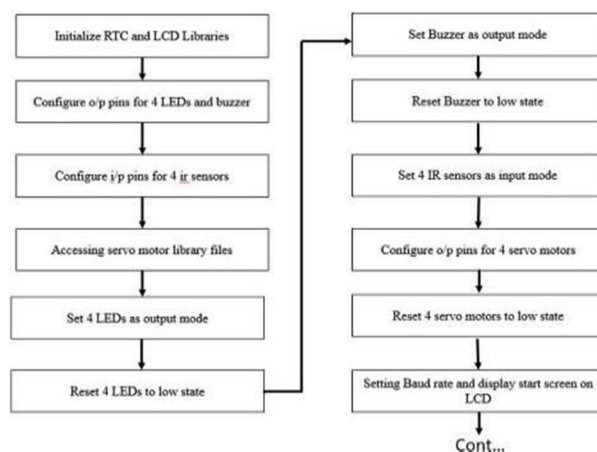 Initialize RTC and LCD Libraries
Configure o/p pins for 4 LEDs and buzzer
Configure i/p pins for 4 ir sensors
Accessing servo motor library files
Set 4 LEDs as output mode
Reset 4 LEDs to low state
Set Buzzer as output mode
Reset Buzzer to low state
Set 4 IR sensors as input mode
Configure o/p pins for 4 servo motors
Reset 4 servo motors to low state
Setting Baud rate and display start screen on
LCD
Cont...